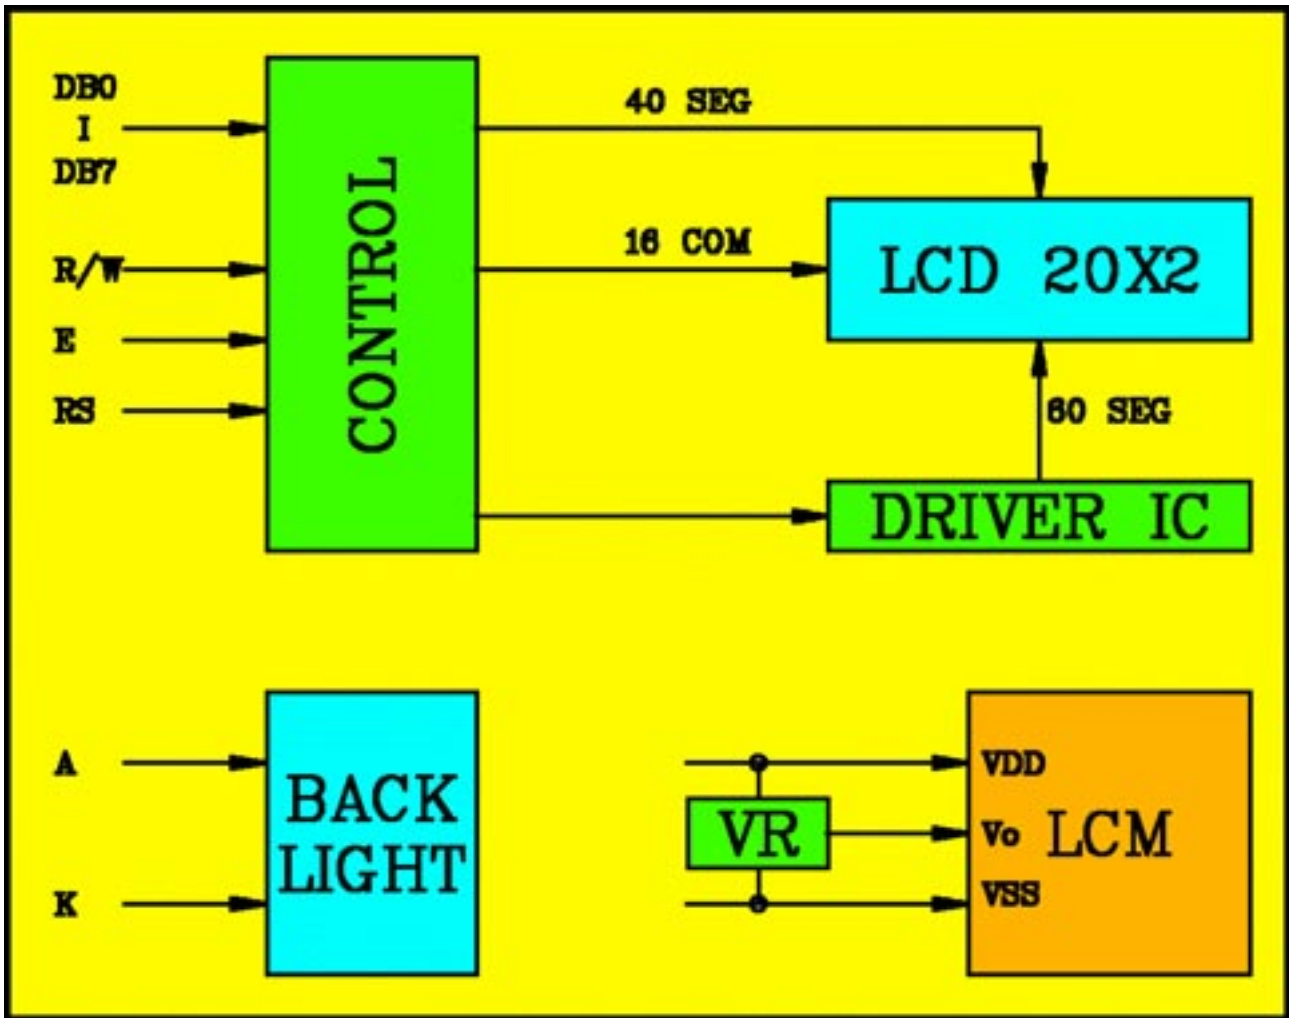 DB0
I
DB7
R/W
E
RS
CONTROL
40 SEG
16 COM
LCD 20X2
60 SEG
DRIVER IC
A
K
BACK
LIGHT
VR
VDD
Vo
VSS
LCM